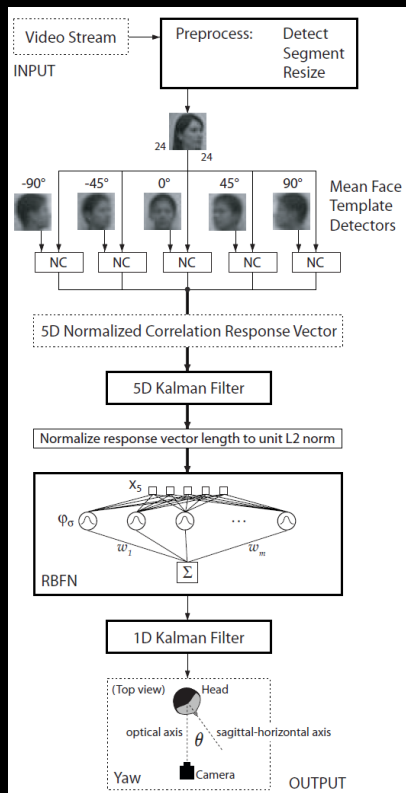 Video Stream
INPUT
Preprocess: Detect
Segment
Resize
24
24
-90° -45° 0° 45° 90°
Mean Face
Template
Detectors
NC NC NC NC NC
5D Normalized Correlation Response Vector
5D Kalman Filter
Normalize response vector length to unit L2 norm
x5
φσ
...
w1 wm
Σ
RBFN
1D Kalman Filter
(Top view) Head
optical axis θ sagittal-horizontal axis
Yaw Camera OUTPUT